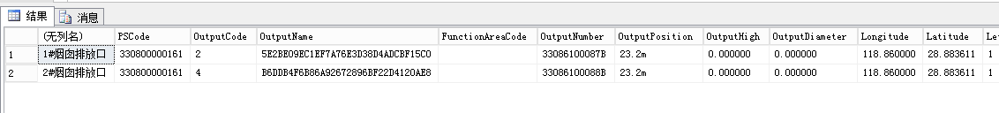 结果 消息
(无列名) PSCode OutputCode OutputName FunctionAreaCode OutputNumber OutputPosition OutputHigh OutputDiameter Longitude Latitude Le
1 1#烟囱排放口 330800000161 2 5E2BE09EC1EF7A76E3D38D4ADCBF15C0 33086100087B 23.2m 0.000000 0.000000 118.860000 28.883611 1
2 2#烟囱排放口 330800000161 4 B6DDB4F6B86A92672896BF22D4120AE8 33086100088B 23.2m 0.000000 0.000000 118.860000 28.883611 1